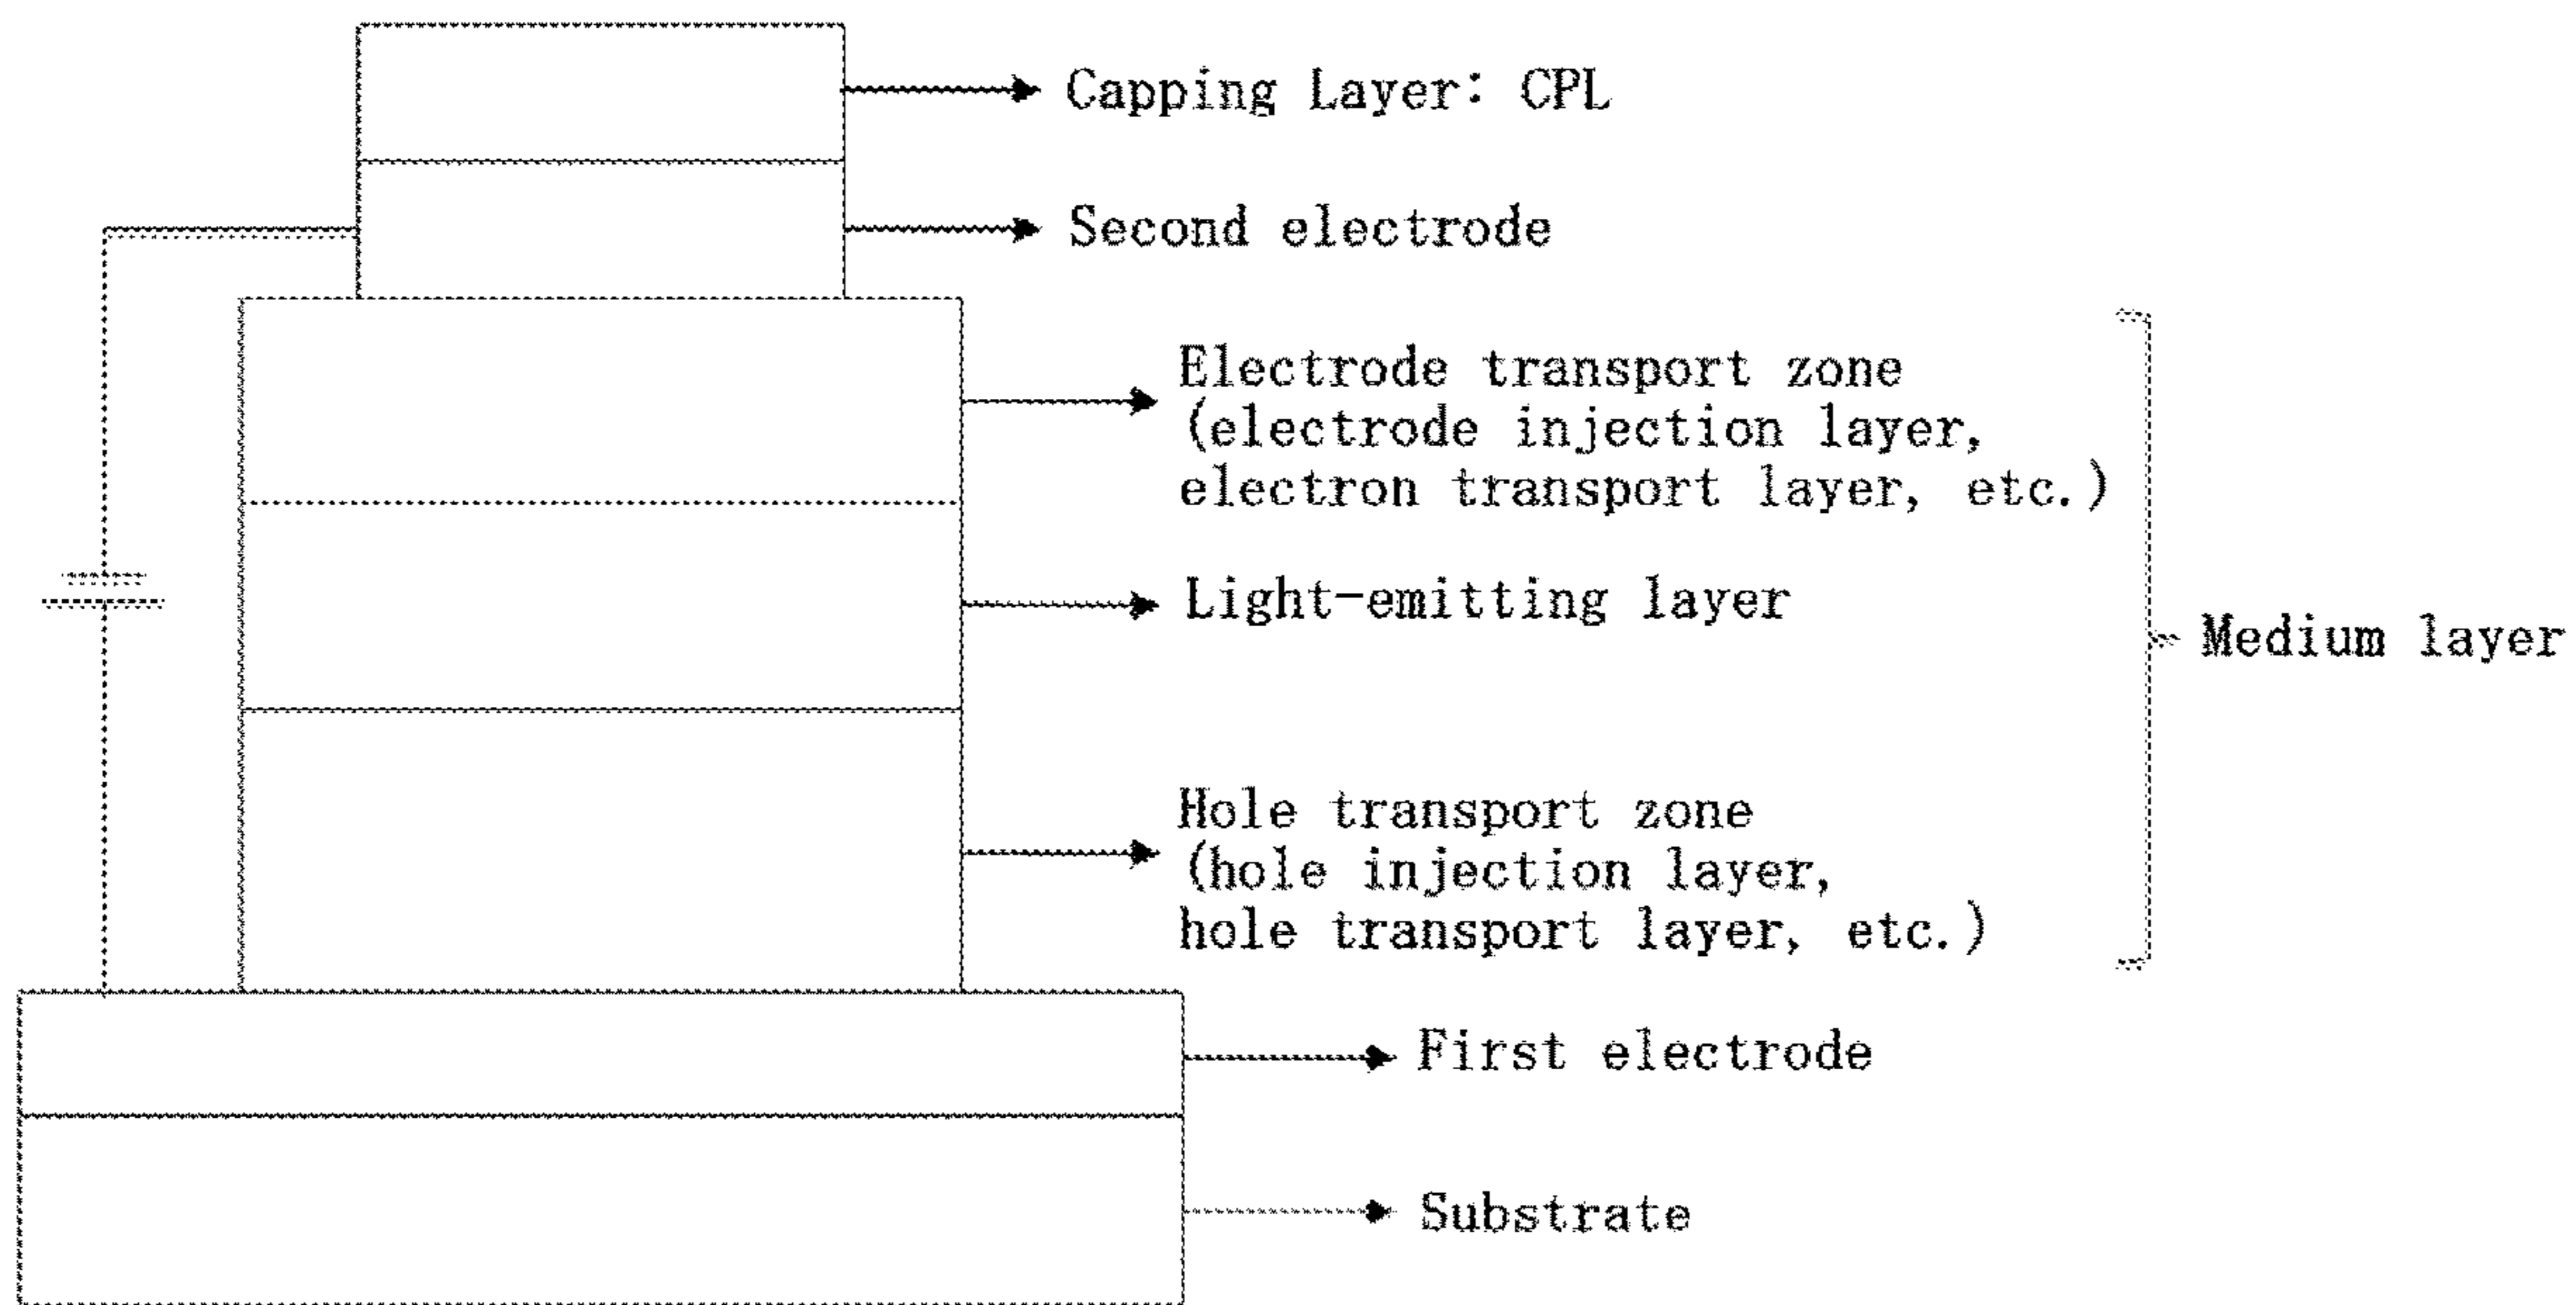 Capping Layer: CPL
Second electrode
Electrode transport zone
(electrode injection layer,
electron transport layer, etc.)
Light-emitting layer
Medium layer
Hole transport zone
(hole injection layer,
hole transport layer, etc.)
First electrode
Substrate